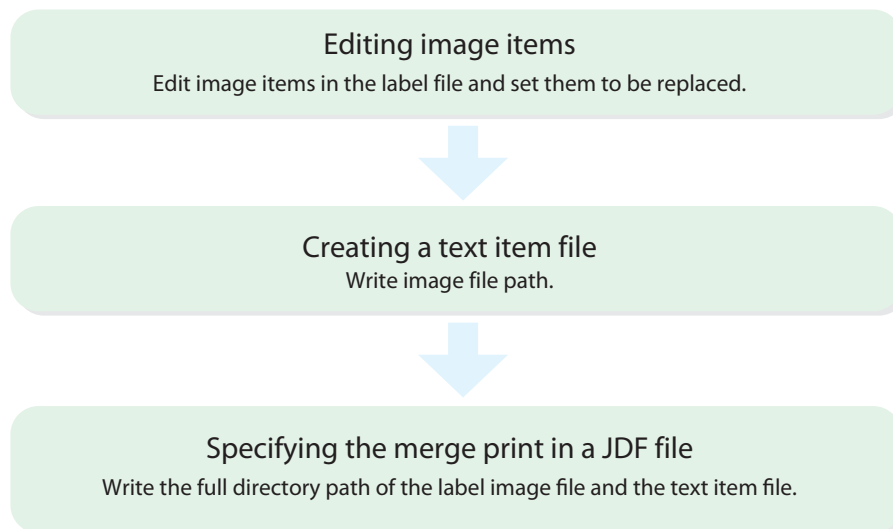 Editing image items
Edit image items in the label file and set them to be replaced.
Creating a text item file
Write image file path.
Specifying the merge print in a JDF file
Write the full directory path of the label image file and the text item file.